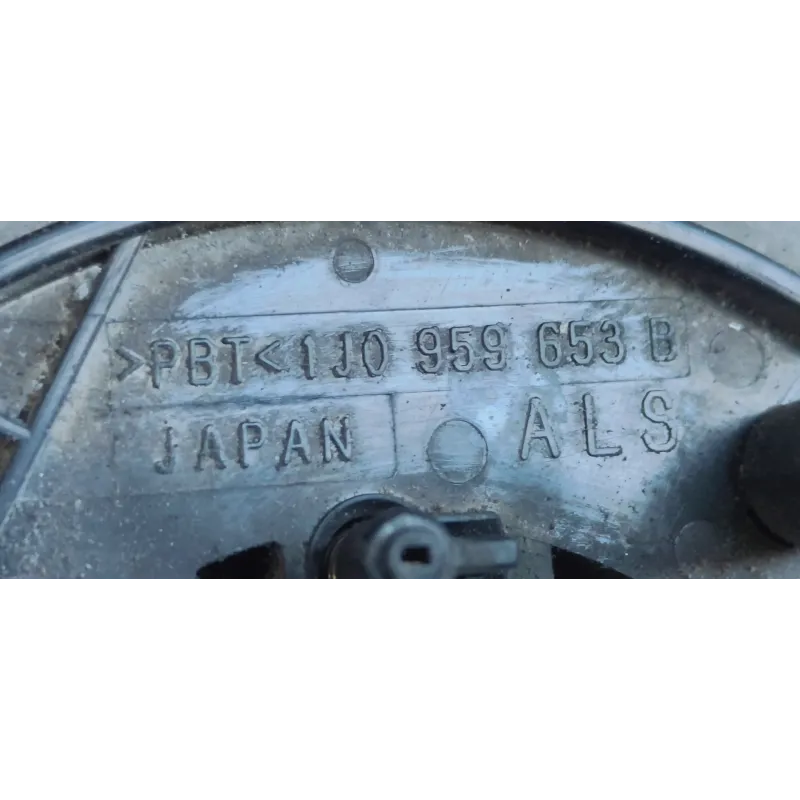 >PBT< 1J0 959 653 B
JAPAN ALS